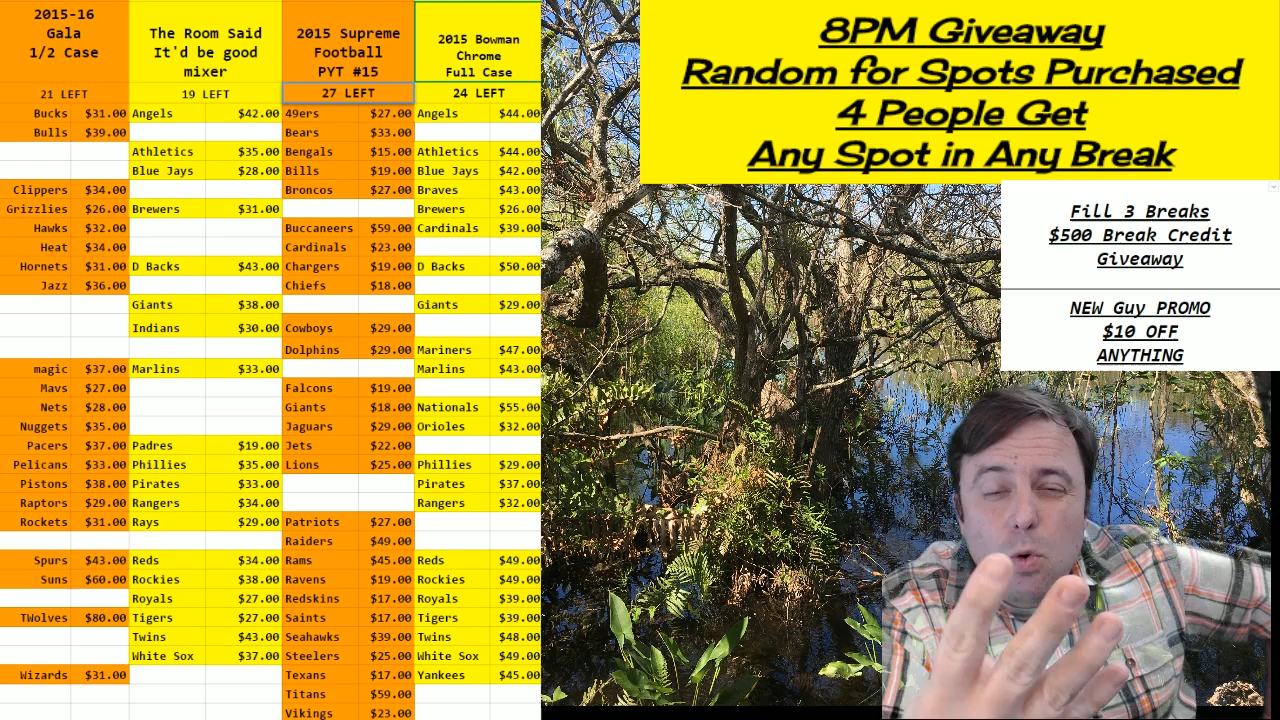 2015-16
Gala
1/2 Case
21 LEFT
Bucks $31.00
Bulls $39.00
Clippers $34.00
Grizzlies $26.00
Hawks $32.00
Heat $34.00
Hornets $31.00
Jazz $36.00
magic $37.00
Mavs $27.00
Nets $28.00
Nuggets $35.00
Pacers $37.00
Pelicans $33.00
Pistons $38.00
Raptors $29.00
Rockets $31.00
Spurs $43.00
Suns $60.00
TWolves $80.00
Wizards $31.00
The Room Said
It'd be good
mixer
19 LEFT
Angels $42.00
Athletics $35.00
Blue Jays $28.00
Brewers $31.00
D Backs $43.00
Giants $38.00
Indians $30.00
Marlins $33.00
Padres $19.00
Phillies $35.00
Pirates $33.00
Rangers $34.00
Rays $29.00
Reds $34.00
Rockies $38.00
Royals $27.00
Tigers $27.00
Twins $43.00
White Sox $37.00
2015 Supreme
Football
PYT #15
27 LEFT
49ers $27.00
Bears $33.00
Bengals $15.00
Bills $19.00
Broncos $27.00
Buccaneers $59.00
Cardinals $23.00
Chargers $19.00
Chiefs $18.00
Cowboys $29.00
Dolphins $29.00
Falcons $19.00
Giants $18.00
Jaguars $29.00
Jets $22.00
Lions $25.00
Patriots $27.00
Raiders $49.00
Rams $45.00
Ravens $19.00
Redskins $17.00
Saints $17.00
Seahawks $39.00
Steelers $25.00
Texans $17.00
Titans $59.00
Vikings $23.00
2015 Bowman
Chrome
Full Case
24 LEFT
Angels $44.00
Athletics $44.00
Blue Jays $42.00
Braves $43.00
Brewers $26.00
Cardinals $39.00
D Backs $50.00
Giants $29.00
Mariners $47.00
Marlins $43.00
Nationals $55.00
Orioles $32.00
Phillies $29.00
Pirates $37.00
Rangers $32.00
Reds $49.00
Rockies $49.00
Royals $39.00
Tigers $39.00
Twins $48.00
White Sox $49.00
Yankees $45.00
8PM Giveaway
Random for Spots Purchased
4 People Get
Any Spot in Any Break
Fill 3 Breaks
$500 Break Credit
Giveaway
NEW Guy PROMO
$10 OFF
ANYTHING